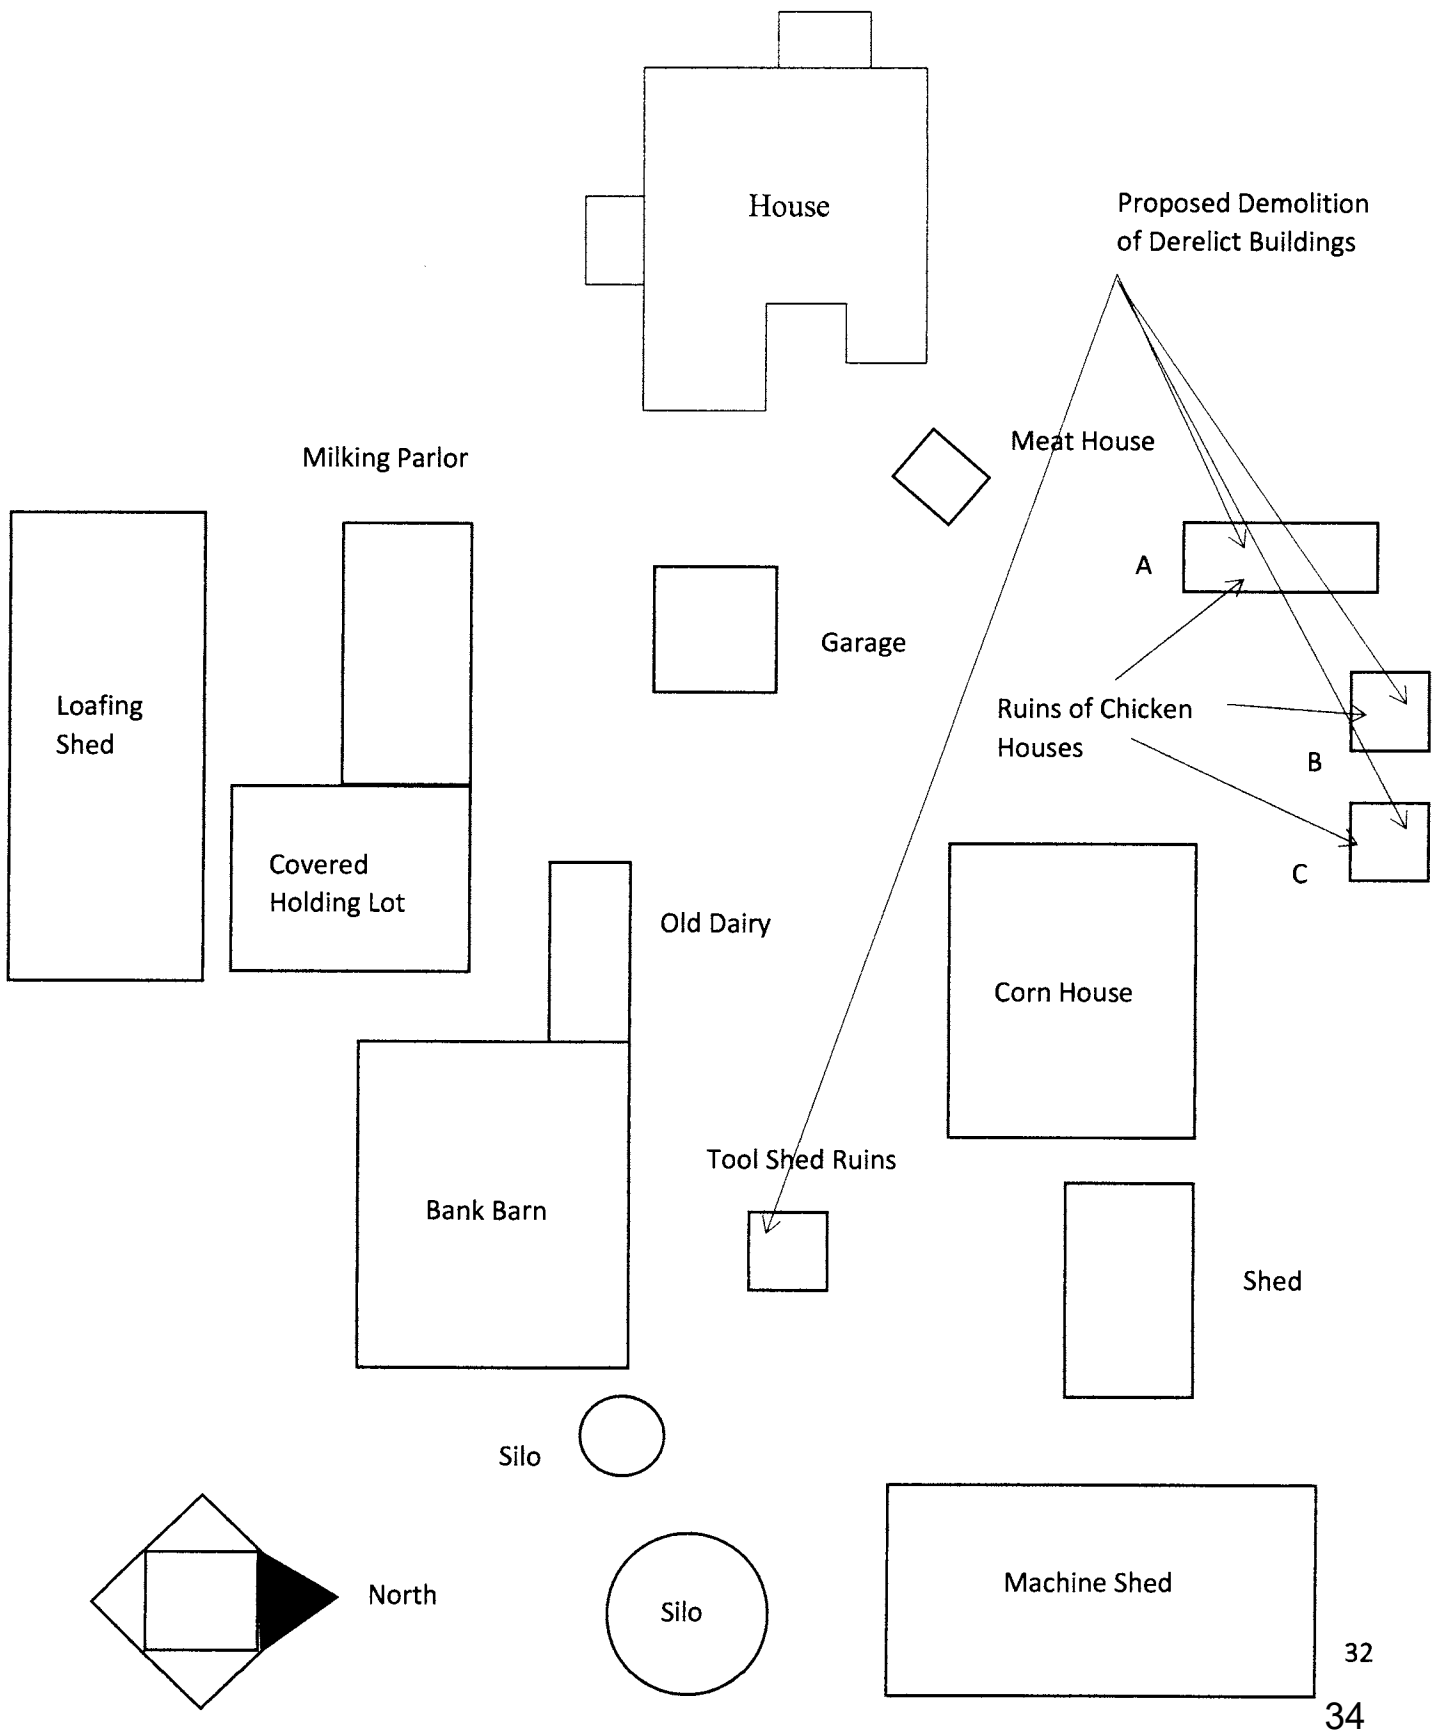 House
Proposed Demolition
of Derelict Buildings
Meat House
Milking Parlor
A
Garage
Loafing
Shed
Ruins of Chicken
Houses
B
Covered
Holding Lot
C
Old Dairy
Corn House
Tool Shed Ruins
Bank Barn
Shed
Silo
North
Silo
Machine Shed
32
34